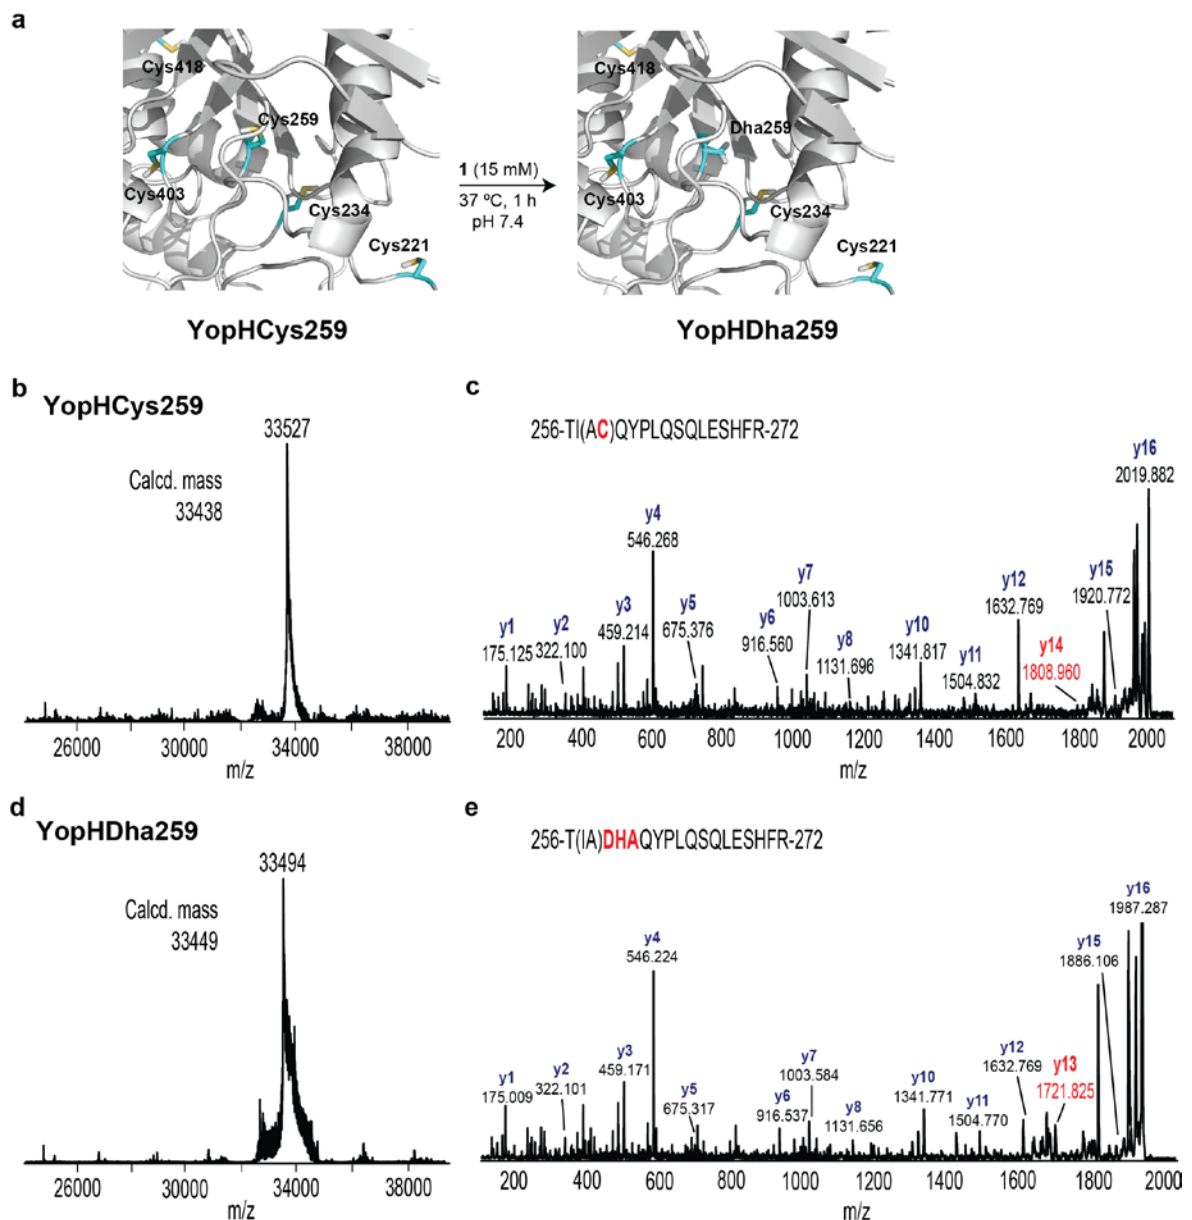 a
Cys418
Cys259
Cys403
Cys234
Cys221
1 (15 mM)
37 ºC, 1 h
pH 7.4
Cys418
Dha259
Cys403
Cys234
Cys221
YopHCys259
YopHDha259
b
YopHCys259
33527
Calcd. mass
33438
26000 30000 34000 38000
m/z
c
256-TI(AC)QYPLQSQLESHFR-272
y16
2019.882
y4
546.268
y7
1003.613
y12
1632.769
y15
1920.772
y3
459.214
y5
675.376
y6
916.560
y10
1341.817
y1
175.125
y2
322.100
y8
1131.696
y11
1504.832
y14
1808.960
200 400 600 800 1000 1200 1400 1600 1800 2000
m/z
d
YopHDha259
33494
Calcd. mass
33449
26000 30000 34000 38000
m/z
e
256-T(IA)DHAQYPLQSQLESHFR-272
y16
1987.287
y4
546.224
y15
1886.106
y3
459.171
y7
1003.584
y12
1632.769
y13
1721.825
y1
175.009
y2
322.101
y5
675.317
y6
916.537
y8
1131.656
y10
1341.771
y11
1504.770
200 400 600 800 1000 1200 1400 1600 1800 2000
m/z